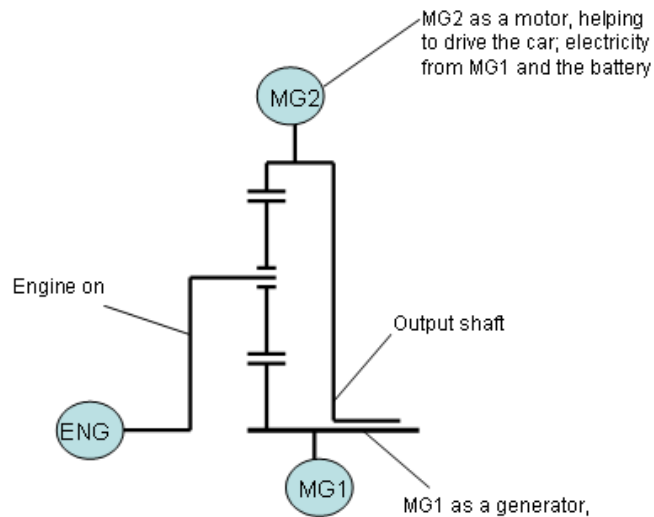 MG2 as a motor, helping
to drive the car; electricity
from MG1 and the battery
MG2
Engine on
Output shaft
ENG
MG1
MG1 as a generator,